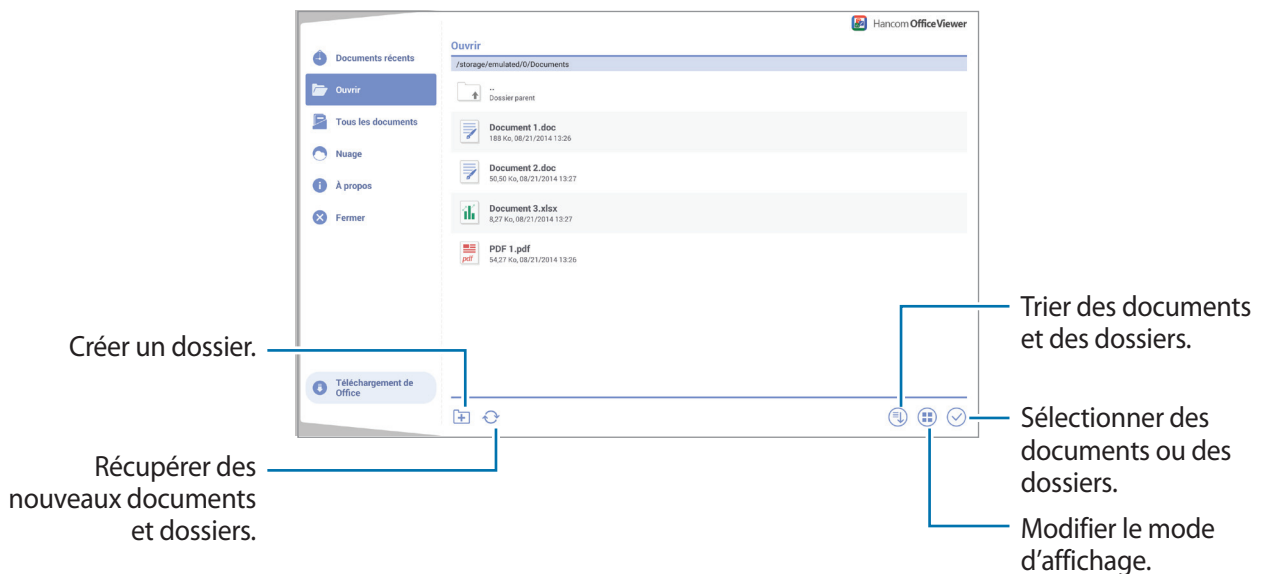 Hancom Office Viewer
Documents récents
Ouvrir
Tous les documents
Nuage
À propos
Fermer
Téléchargement de
Office
Ouvrir
/storage/emulated/0/Documents
..
Dossier parent
Document 1.doc
188 Ko, 08/21/2014 13:26
Document 2.doc
50,50 Ko, 08/21/2014 13:27
Document 3.xlsx
8,27 Ko, 08/21/2014 13:27
pdf
PDF 1.pdf
54,27 Ko, 08/21/2014 13:26
Créer un dossier.
Récupérer des
nouveaux documents
et dossiers.
Trier des documents
et des dossiers.
Sélectionner des
documents ou des
dossiers.
Modifier le mode
d'affichage.